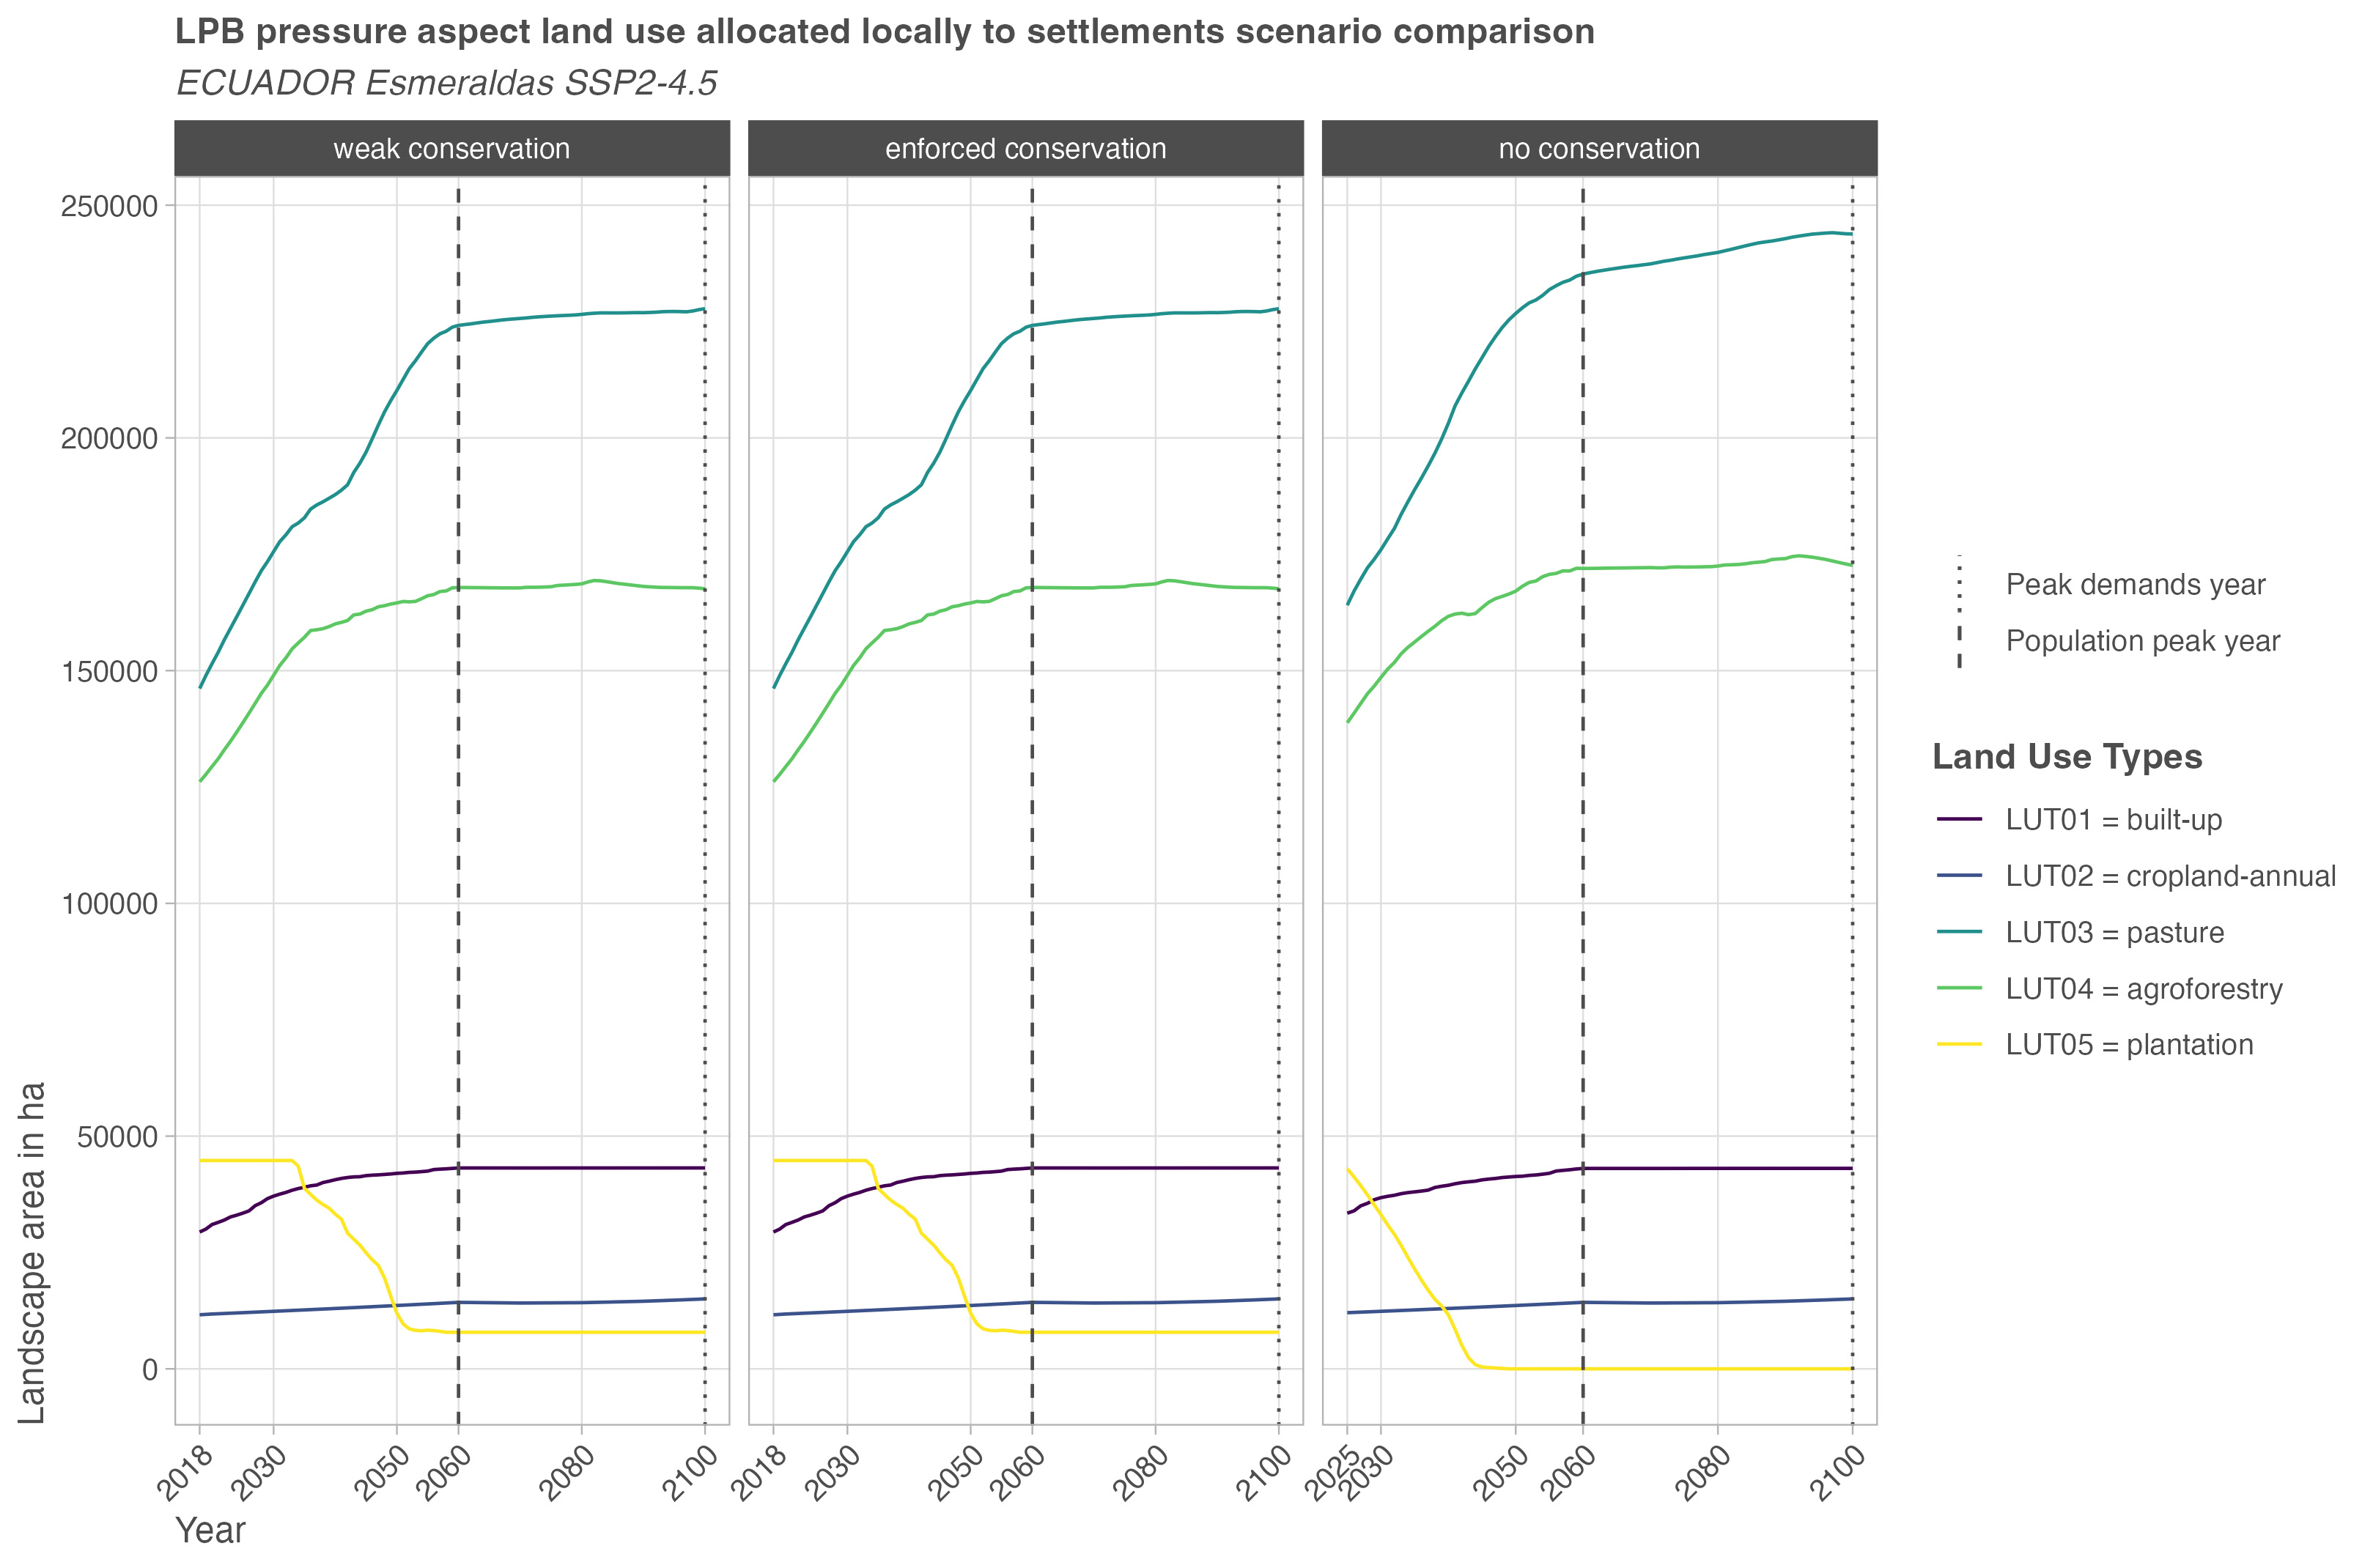 LPB pressure aspect land use allocated locally to settlements scenario comparison
ECUADOR Esmeraldas SSP2-4.5
weak conservation
enforced conservation
no conservation
250000
200000
150000
100000
50000
0
Landscape area in ha
2018
2030
2050
2060
2080
2100
2018
2030
2050
2060
2080
2100
2025
2030
2050
2060
2080
2100
Year
Peak demands year
Population peak year
Land Use Types
LUT01 = built-up
LUT02 = cropland-annual
LUT03 = pasture
LUT04 = agroforestry
LUT05 = plantation